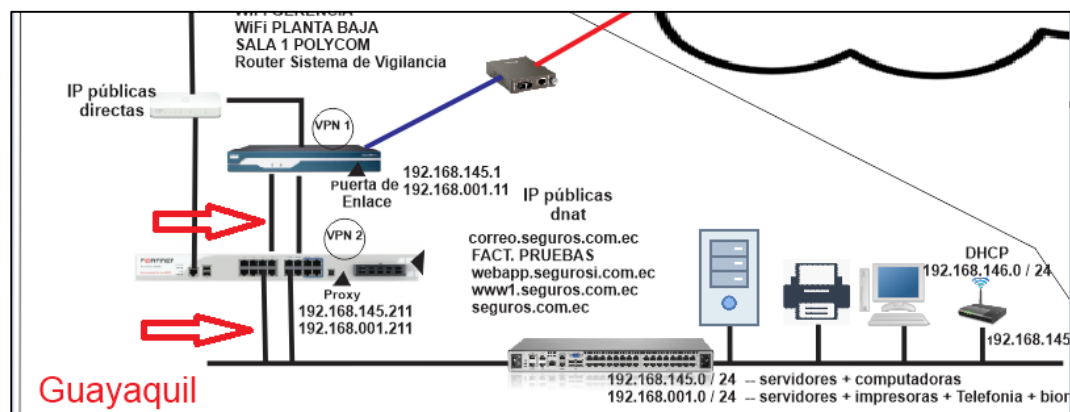 WiFi PLANTA BAJA
SALA 1 POLYCOM
Router Sistema de Vigilancia
IP públicas
directas
VPN 1
192.168.145.1
192.168.001.11
Puerta de
Enlace
IP públicas
dnat
VPN 2
correo.seguros.com.ec
FACT. PRUEBAS
webapp.segurosi.com.ec
www1.seguros.com.ec
seguros.com.ec
FORTINET
Proxy
192.168.145.211
192.168.001.211
DHCP
192.168.146.0 / 24
192.168.145
Guayaquil
192.168.145.0 / 24 -- servidores + computadoras
192.168.001.0 / 24 -- servidores + impresoras + Telefonia + bior